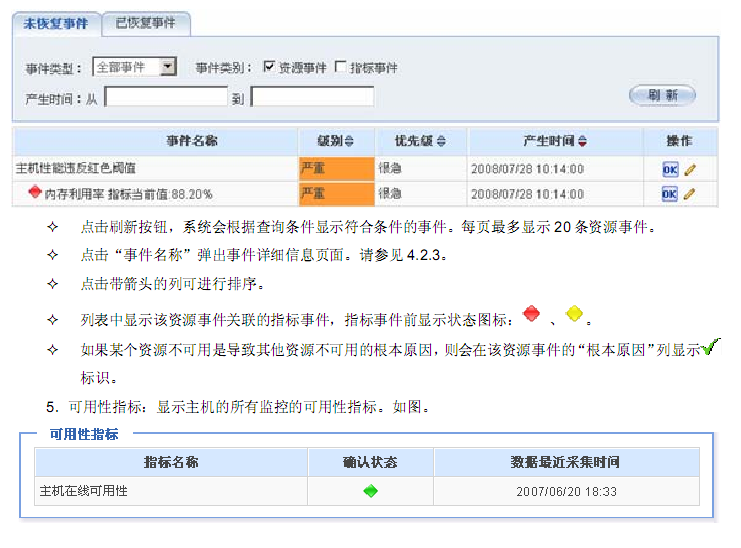 未恢复事件 已恢复事件
事件类型： 全部事件 事件类别： 资源事件 指标事件
产生时间：从 到 刷 新
事件名称 级别 优先级 产生时间 操作
主机性能违反红色阈值 严重 很急 2008/07/28 10:14:00 OK
内存利用率 指标当前值:88.20% 严重 很急 2008/07/28 10:14:00 OK
点击刷新按钮，系统会根据查询条件显示符合条件的事件。每页最多显示 20 条资源事件。
点击“事件名称”弹出事件详细信息页面。请参见 4.2.3。
点击带箭头的列可进行排序。
列表中显示该资源事件关联的指标事件，指标事件前显示状态图标： 、 。
如果某个资源不可用是导致其他资源不可用的根本原因，则会在该资源事件的“根本原因”列显示
标识。
5．可用性指标：显示主机的所有监控的可用性指标。如图。
可用性指标
指标名称 确认状态 数据最近采集时间
主机在线可用性 2007/06/20 18:33